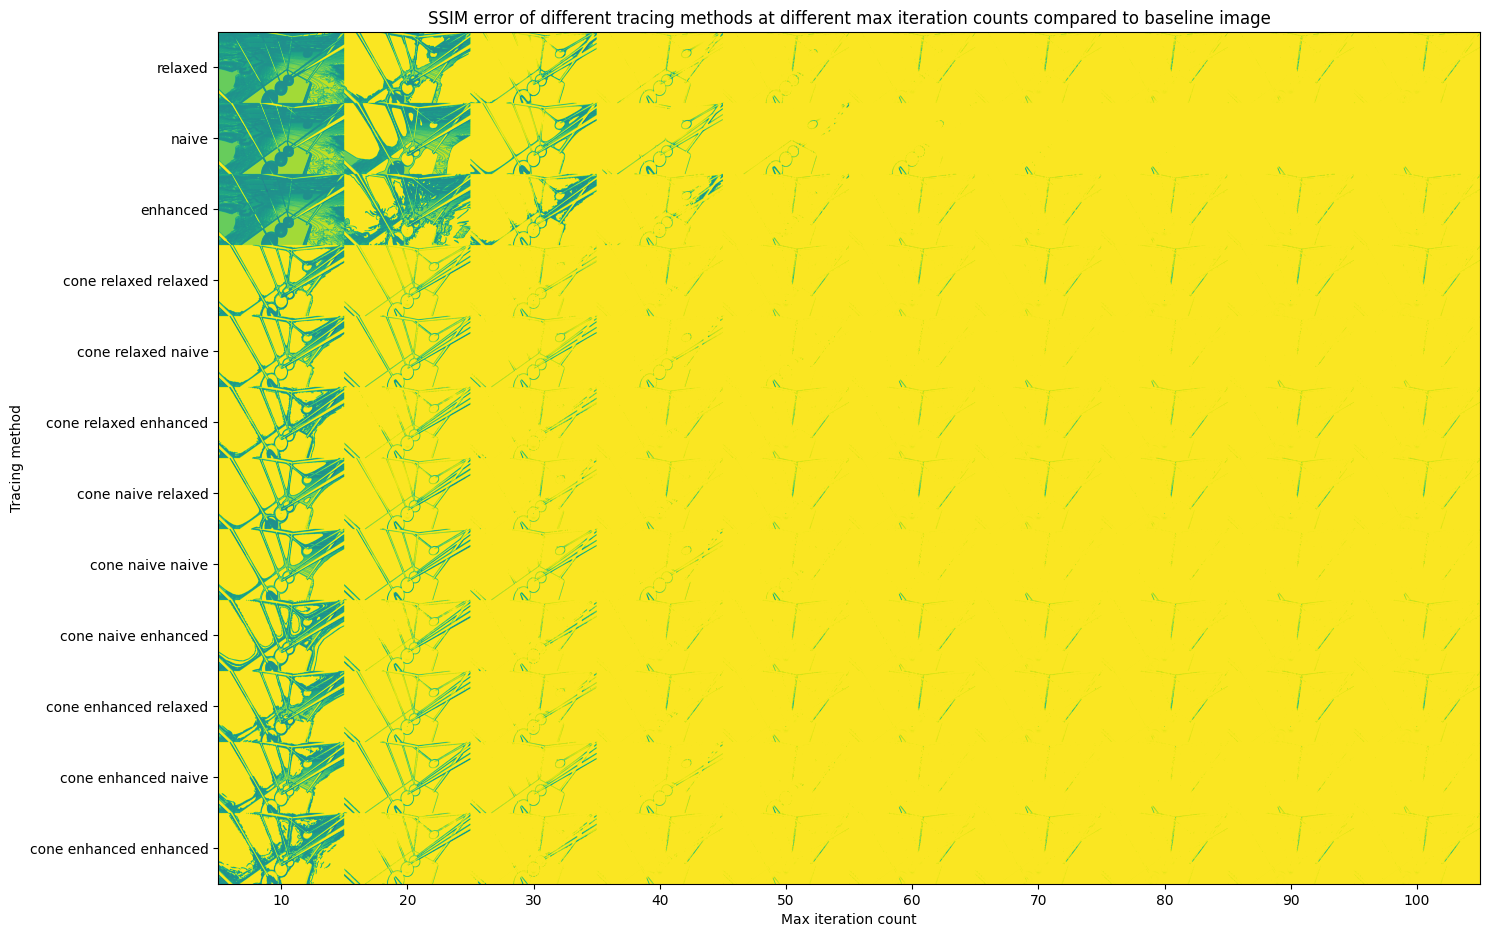 SSIM error of different tracing methods at different max iteration counts compared to baseline image
Tracing method
relaxed
naive
enhanced
cone relaxed relaxed
cone relaxed naive
cone relaxed enhanced
cone naive relaxed
cone naive naive
cone naive enhanced
cone enhanced relaxed
cone enhanced naive
cone enhanced enhanced
10 20 30 40 50 60 70 80 90 100
Max iteration count